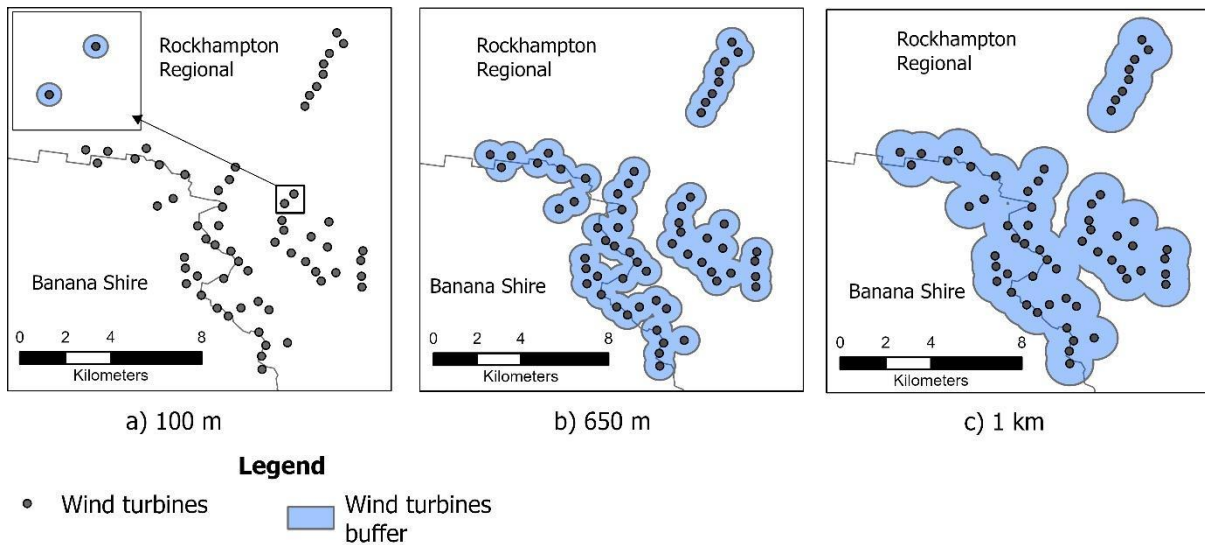 Rockhampton
Regional
Banana Shire
0 2 4 8
Kilometers
a) 100 m
Rockhampton
Regional
Banana Shire
0 2 4 8
Kilometers
b) 650 m
Rockhampton
Regional
Banana Shire
0 2 4 8
Kilometers
c) 1 km
Legend
Wind turbines
Wind turbines
buffer